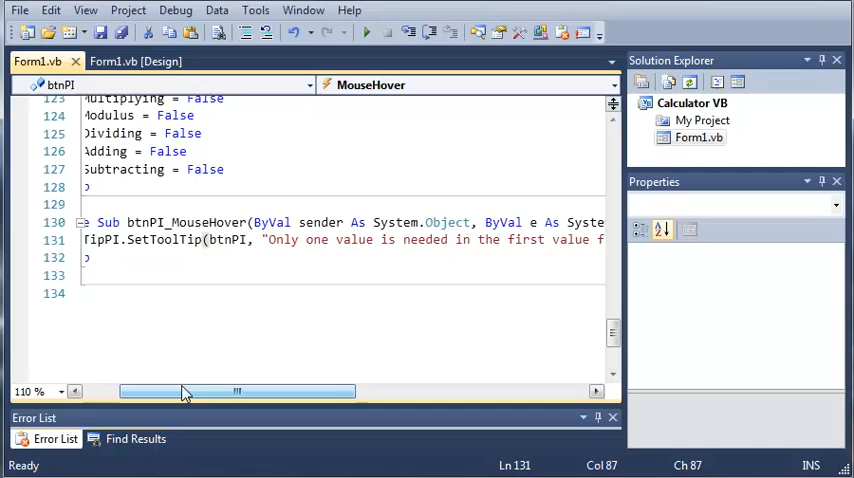 File Edit View Project Debug Data Tools Window Help
Form1.vb Form1.vb [Design]
btnPI MouseHover
123 Multiplying = False
124 Modulus = False
125 Dividing = False
126 Adding = False
127 Subtracting = False
128 b
129
130 e Sub btnPI_MouseHover(ByVal sender As System.Object, ByVal e As Syste
131 TipPI.SetToolTip(btnPI, "Only one value is needed in the first value f
132 b
133
134
110 %
Solution Explorer
Calculator VB
My Project
Form1.vb
Properties
Error List
Error List Find Results
Ready Ln 131 Col 87 Ch 87 INS